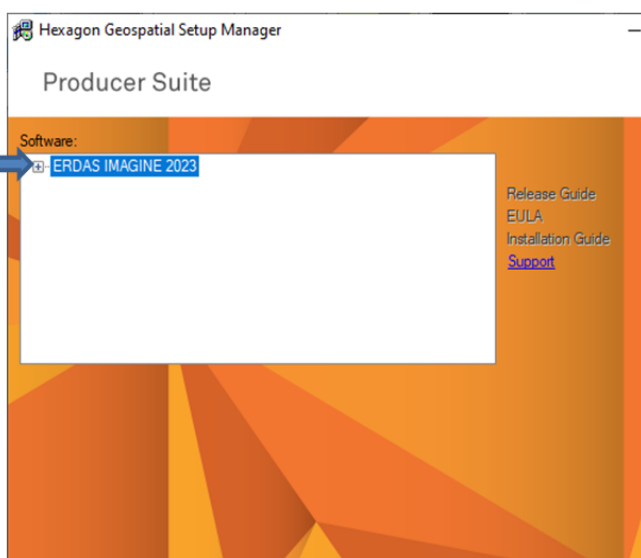 Hexagon Geospatial Setup Manager
Producer Suite
Software:
ERDAS IMAGINE 2023
Release Guide
EULA
Installation Guide
Support